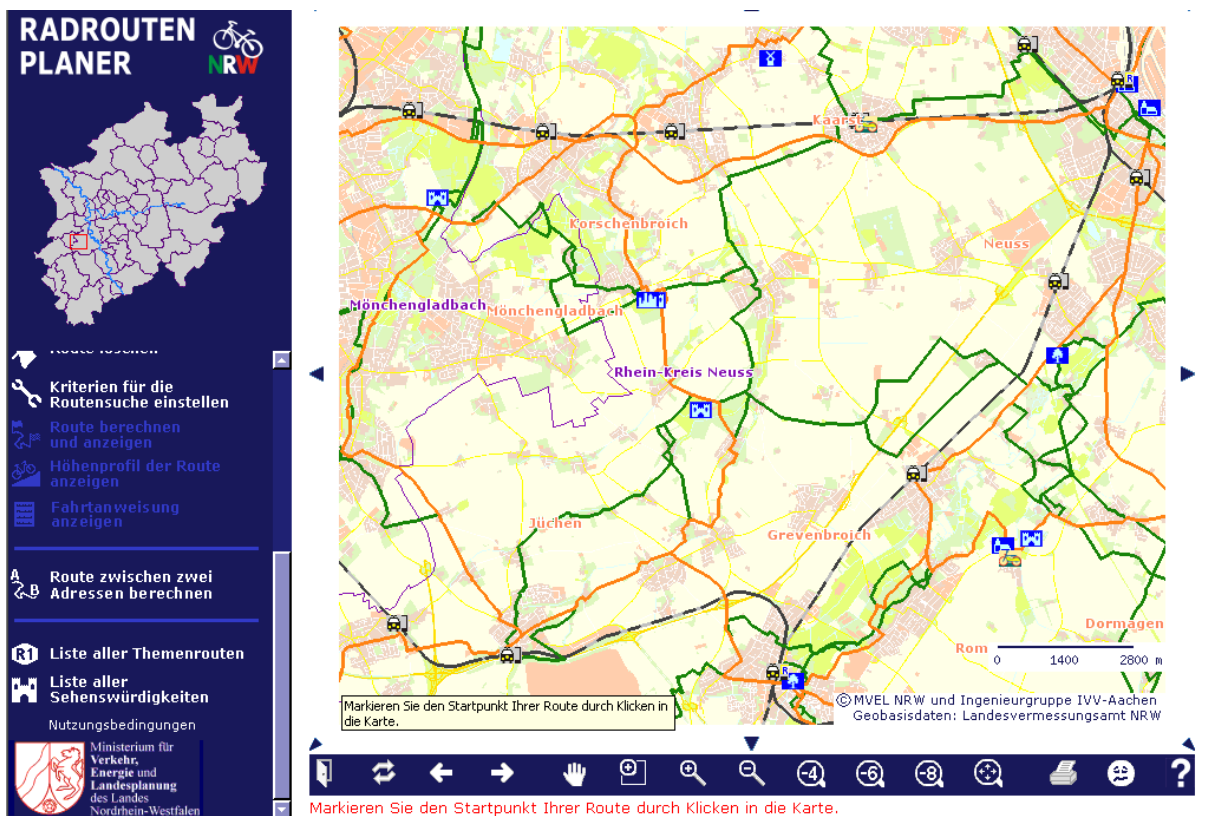 RADROUTEN
PLANER
NRW
Route löschen
Kriterien für die
Routensuche einstellen
Route berechnen
und anzeigen
Höhenprofil der Route
anzeigen
Fahrtanweisung
anzeigen
A
B
Route zwischen zwei
Adressen berechnen
R1
Liste aller Themenrouten
Liste aller
Sehenswürdigkeiten
Nutzungsbedingungen
Ministerium für
Verkehr,
Energie und
Landesplanung
des Landes
Nordrhein-Westfalen
R
Kaarst
Korschenbroich
Neuss
Mönchengladbach
Mönchengladbach
Rhein-Kreis Neuss
Jüchen
Grevenbroich
Dormagen
Rom
0 1400 2800 m
R
Markieren Sie den Startpunkt Ihrer Route durch Klicken in
die Karte.
© MVEL NRW und Ingenieurgruppe IVV-Aachen
Geobasisdaten: Landesvermessungsamt NRW
-4 -6 -8 ?
Markieren Sie den Startpunkt Ihrer Route durch Klicken in die Karte.